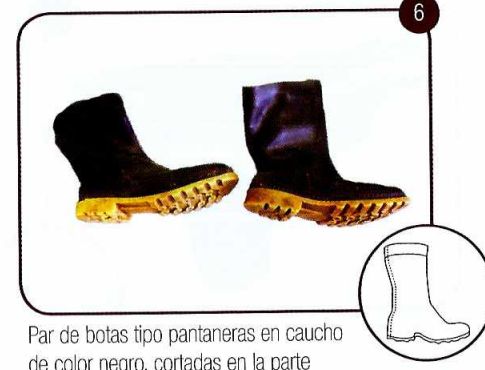 6
Par de botas tipo pantaneras en caucho
de color negro, cortadas en la parte